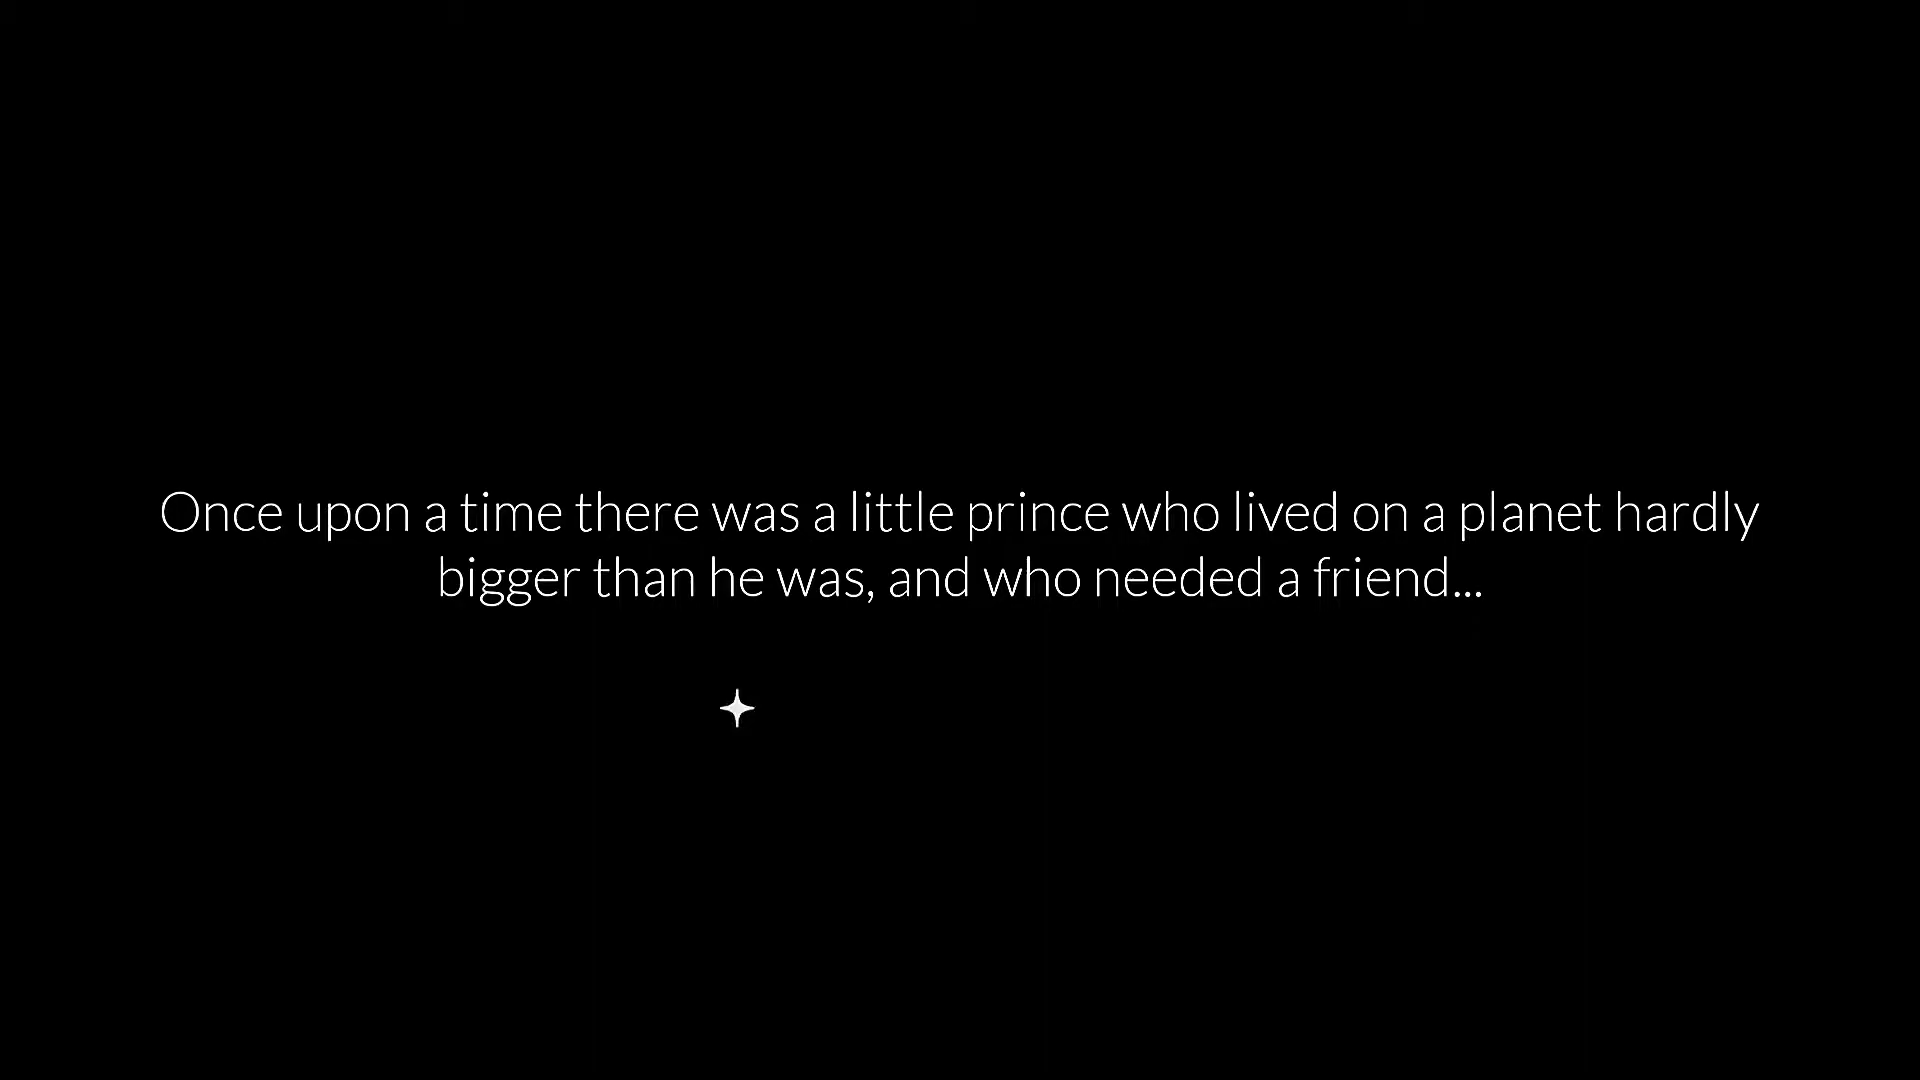 Once upon a time there was a little prince who lived on a planet hardly
bigger than he was, and who needed a friend...